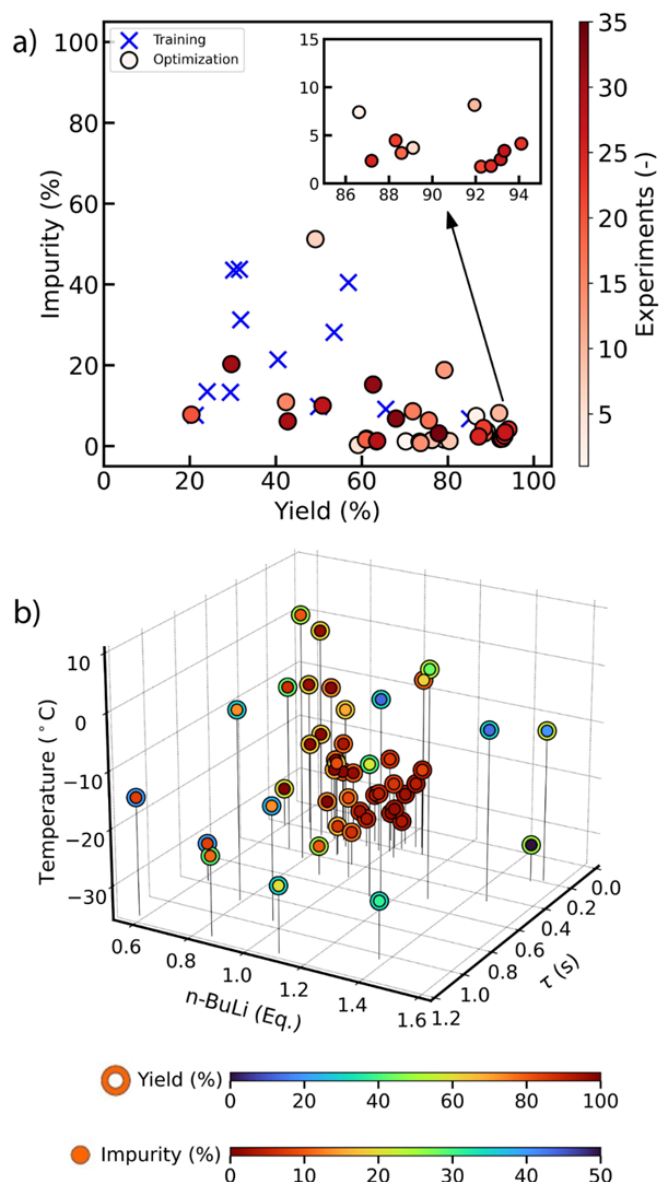 a)
Training
Optimization
15
10
5
0
86 88 90 92 94
100
80
60
40
20
0
Impurity (%)
0 20 40 60 80 100
Yield (%)
35
30
25
20
15
10
5
Experiments (-)
b)
10
0
−10
−20
−30
Temperature (°C)
0.6 0.8 1.0 1.2 1.4 1.6
n-BuLi (Eq.)
0.0
0.2
0.4
0.6
0.8
1.0
1.2
τ (s)
Yield (%)
0 20 40 60 80 100
Impurity (%)
0 10 20 30 40 50